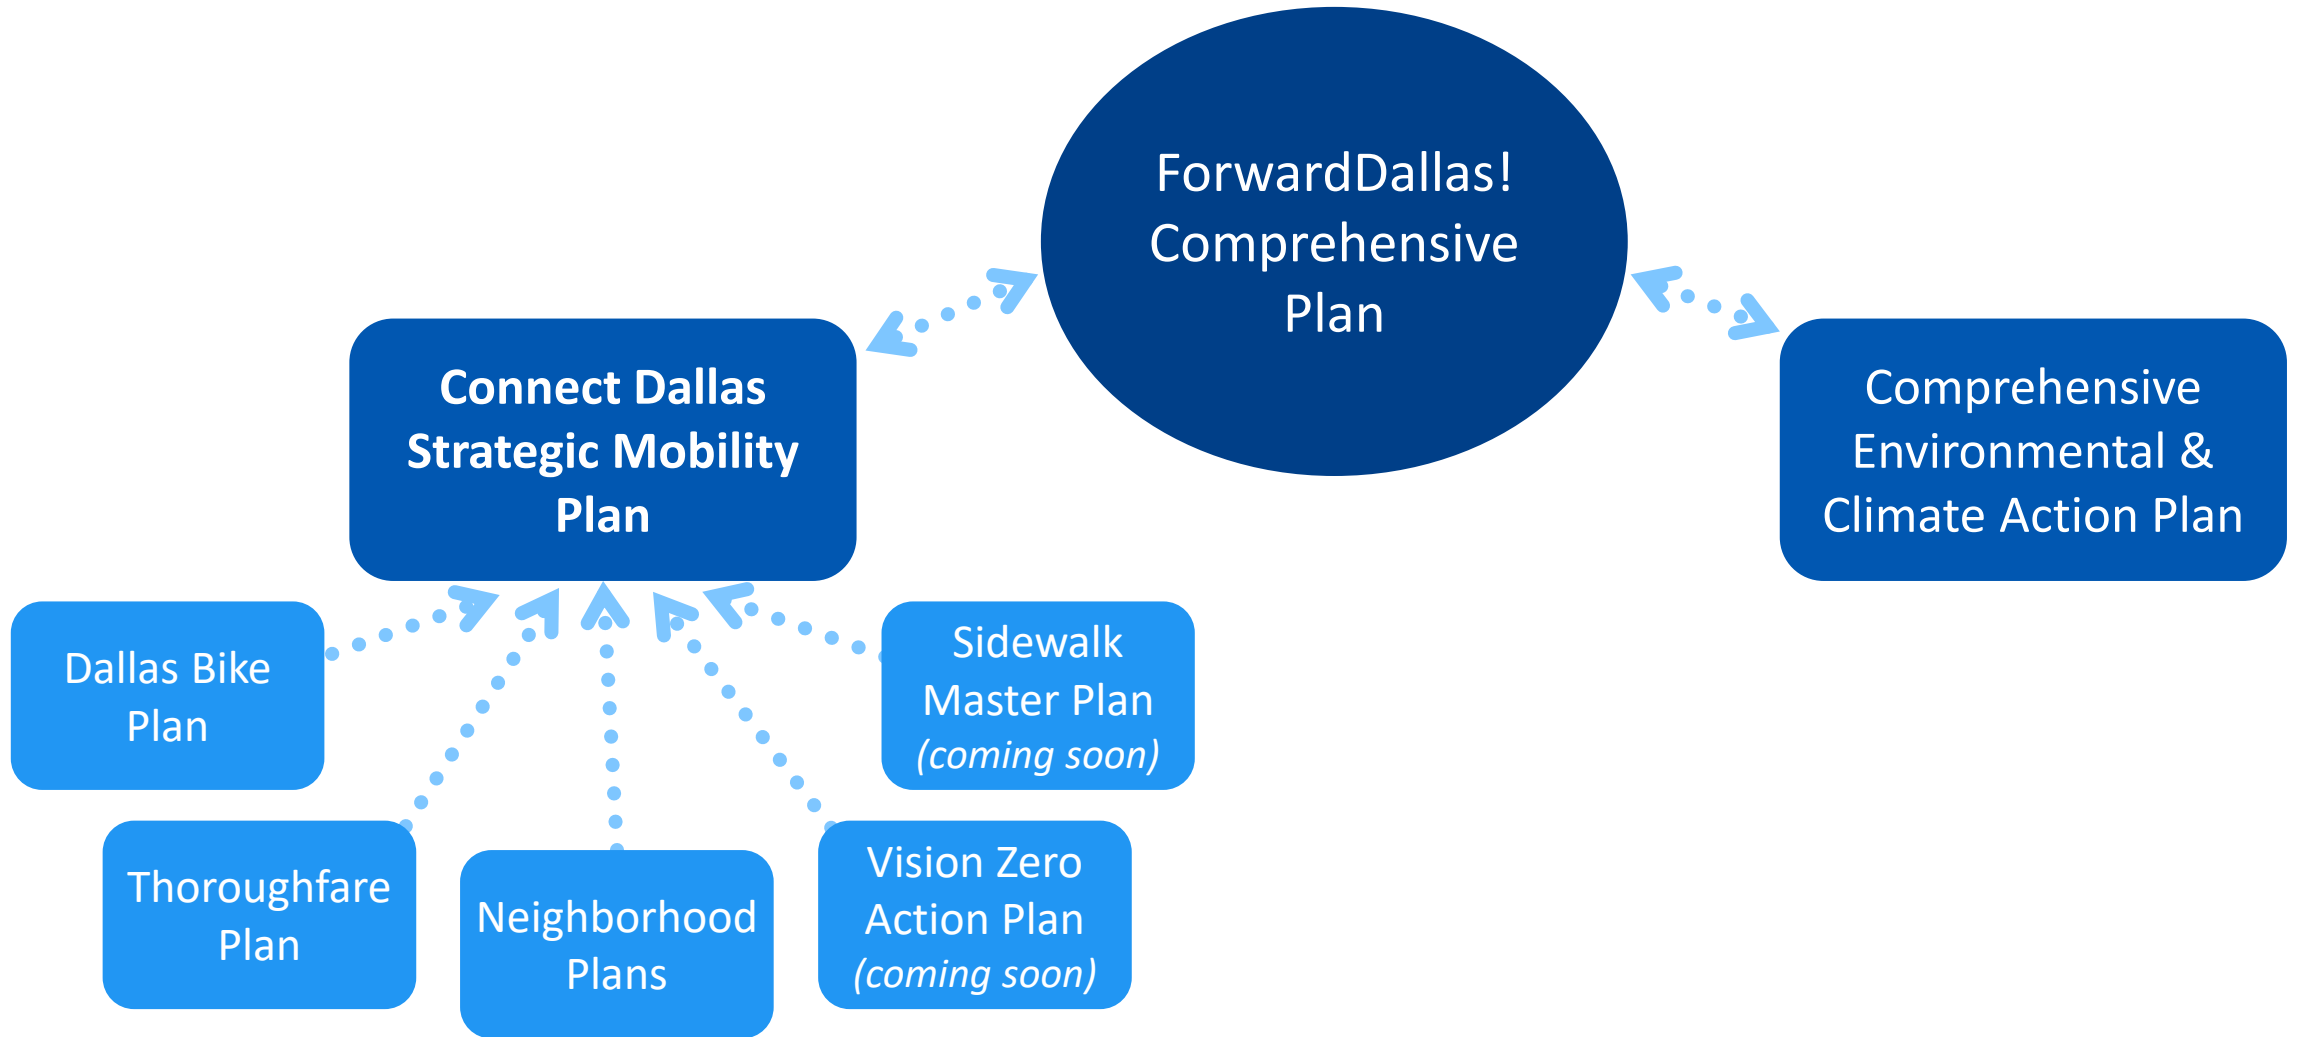 ForwardDallas!
Comprehensive
Plan
Connect Dallas
Strategic Mobility
Plan
Comprehensive
Environmental &
Climate Action Plan
Dallas Bike
Plan
Sidewalk
Master Plan
(coming soon)
Thoroughfare
Plan
Neighborhood
Plans
Vision Zero
Action Plan
(coming soon)